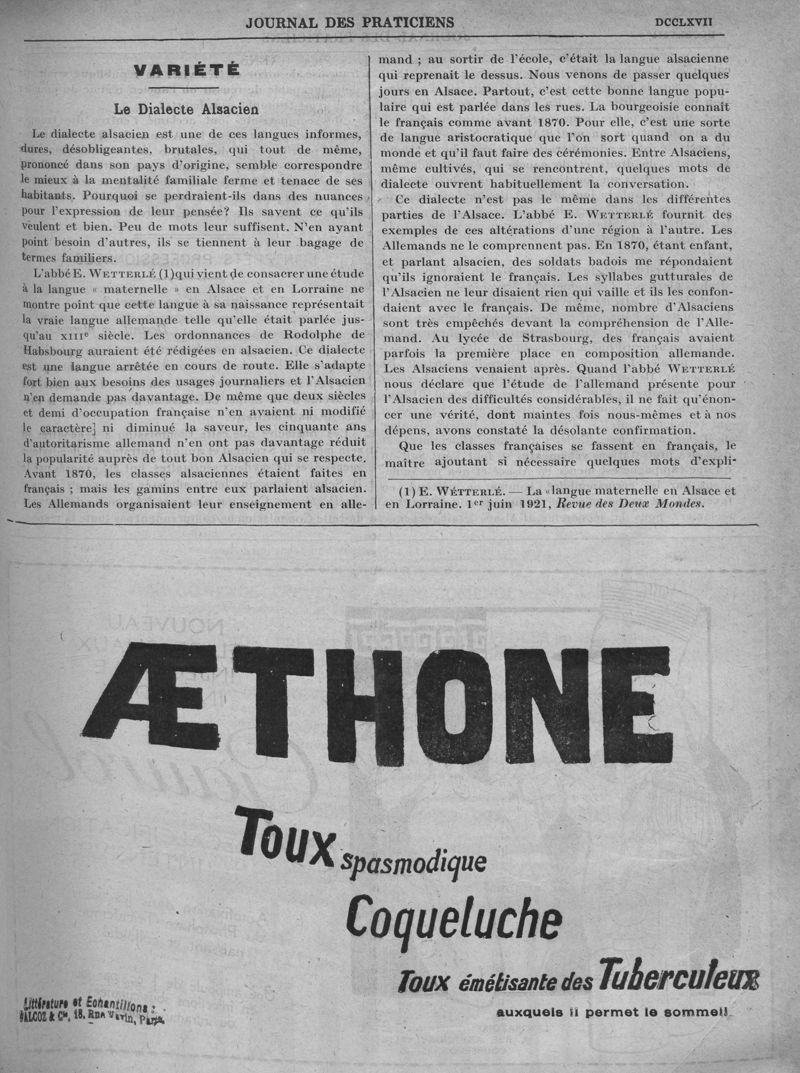 JOURNAL DES PRATICIENS
DCCLXVII
VARIÉTÉ
Le Dialecte Alsacien
Le dialecte alsacien est une de ces langues informes,
dures, désobligeantes, brutales, qui tout de même,
prononcé dans son pays d'origine, semble correspondre
le mieux à la mentalité familiale ferme et tenace de ses
habitants. Pourquoi se perdraient-ils dans des nuances
pour l'expression de leur pensée? Ils savent ce qu'ils
veulent et bien. Peu de mots leur suffisent. N'en ayant
point besoin d'autres, ils se tiennent à leur bagage de
termes familiers.
L'abbé E. WETTERLÉ (1) qui vient de consacrer une étude
à la langue « maternelle » en Alsace et en Lorraine ne
montre point que cette langue à sa naissance représentait
la vraie langue allemande telle qu'elle était parlée jus-
qu'au XIIIe siècle. Les ordonnances de Rodolphe de
Habsbourg auraient été rédigées en alsacien. Ce dialecte
est une langue arrêtée en cours de route. Elle s'adapte
fort bien aux besoins des usages journaliers et l'Alsacien
n'en demande pas davantage. De même que deux siècles
et demi d'occupation française n'en avaient ni modifié
le caractère] ni diminué la saveur, les cinquante ans
d'autoritarisme allemand n'en ont pas davantage réduit
la popularité auprès de tout bon Alsacien qui se respecte.
Avant 1870, les classes alsaciennes étaient faites en
français ; mais les gamins entre eux parlaient alsacien.
Les Allemands organisaient leur enseignement en alle-
mand ; au sortir de l'école, c'était la langue alsacienne
qui reprenait le dessus. Nous venons de passer quelques
jours en Alsace. Partout, c'est cette bonne langue popu-
laire qui est parlée dans les rues. La bourgeoisie connaît
le français comme avant 1870. Pour elle, c'est une sorte
de langue aristocratique que l'on sort quand on a du
monde et qu'il faut faire des cérémonies. Entre Alsaciens,
même cultivés, qui se rencontrent, quelques mots de
dialecte ouvrent habituellement la conversation.
Ce dialecte n'est pas le même dans les différentes
parties de l'Alsace. L'abbé E. WETTERLÉ fournit des
exemples de ces altérations d'une région à l'autre. Les
Allemands ne le comprennent pas. En 1870, étant enfant,
et parlant alsacien, des soldats badois me répondaient
qu'ils ignoraient le français. Les syllabes gutturales de
l'Alsacien ne leur disaient rien qui vaille et ils les confon-
daient avec le français. De même, nombre d'Alsaciens
sont très empêchés devant la compréhension de l'Alle-
mand. Au lycée de Strasbourg, des français avaient
parfois la première place en composition allemande.
Les Alsaciens venaient après. Quand l'abbé WETTERLÉ
nous déclare que l'étude de l'allemand présente pour
l'Alsacien des difficultés considérables, il ne fait qu'énon-
cer une vérité, dont maintes fois nous-mêmes et à nos
dépens, avons constaté la désolante confirmation.
Que les classes françaises se fassent en français, le
maître ajoutant si nécessaire quelques mots d'expli-
(1) E. WÉTTERLÉ. — La « langue maternelle en Alsace et
en Lorraine. 1er juin 1921, Revue des Deux Mondes.
ÆTHONE
Toux spasmodique
Coqueluche
Toux émétisante des Tuberculeux
auxquels il permet le sommeil
Littérature et Echantillons :
FALCOZ & Cie, 18, Rue Vavin, Paris.